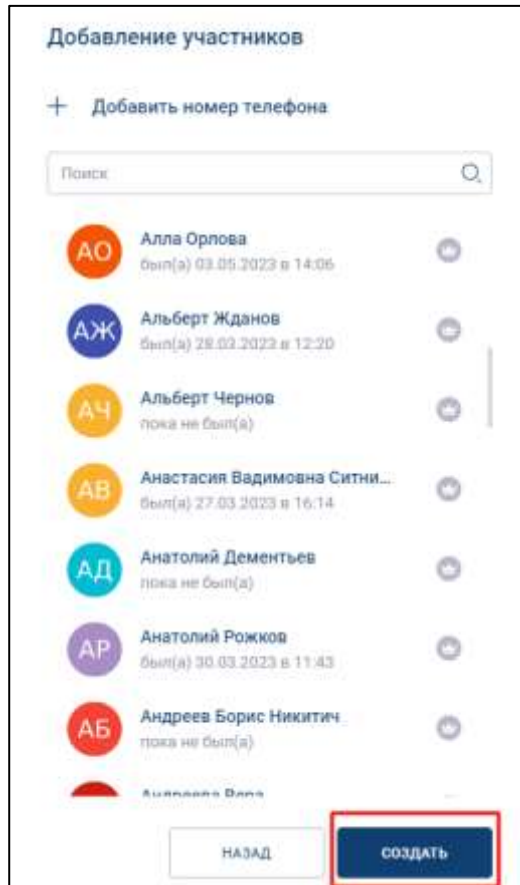 Добавление участников
+ Добавить номер телефона
Поиск
АО
Алла Орлова
был(а) 03.05.2023 в 14:06
АЖ
Альберт Жданов
был(а) 28.03.2023 в 12:20
АЧ
Альберт Чернов
пока не был(а)
АВ
Анастасия Вадимовна Ситни...
был(а) 27.03.2023 в 16:14
АД
Анатолий Дементьев
пока не был(а)
АР
Анатолий Рожков
был(а) 30.03.2023 в 11:43
АБ
Андреев Борис Никитич
пока не был(а)
Андреева Вера
НАЗАД
СОЗДАТЬ